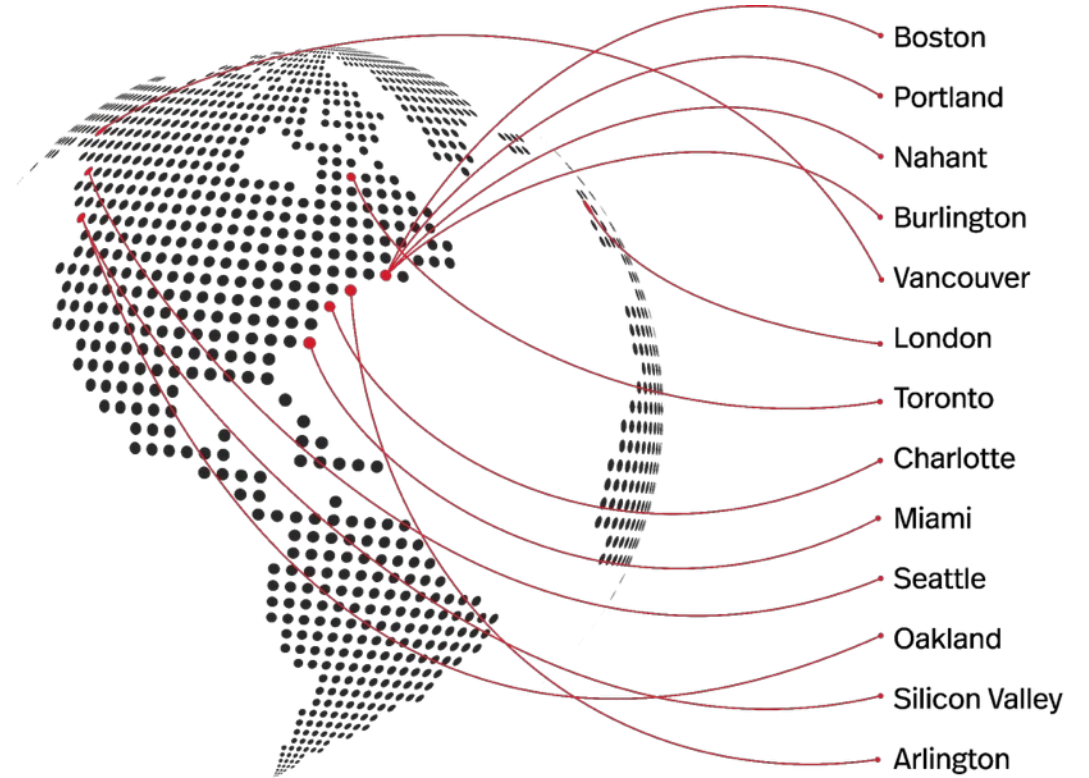 Boston
Portland
Nahant
Burlington
Vancouver
London
Toronto
Charlotte
Miami
Seattle
Oakland
Silicon Valley
Arlington